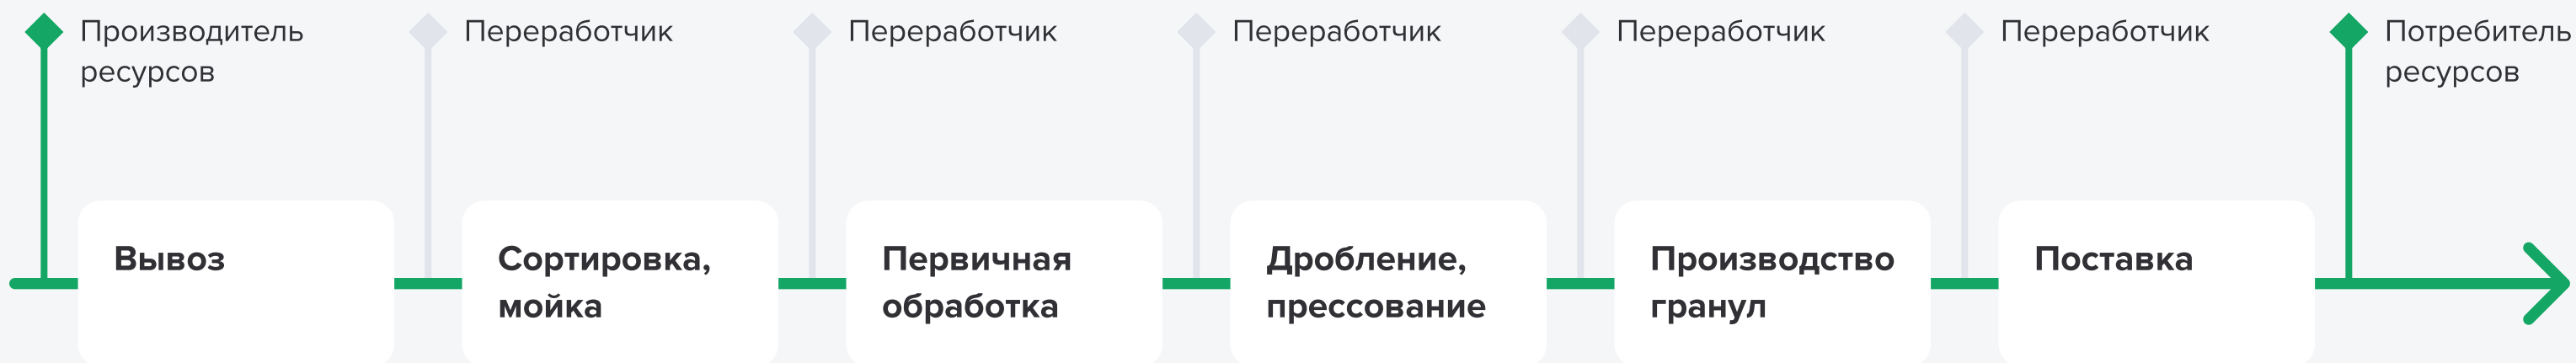 Производитель
ресурсов
Переработчик
Переработчик
Переработчик
Переработчик
Переработчик
Потребитель
ресурсов
Вывоз
Сортировка,
мойка
Первичная
обработка
Дробление,
прессование
Производство
гранул
Поставка